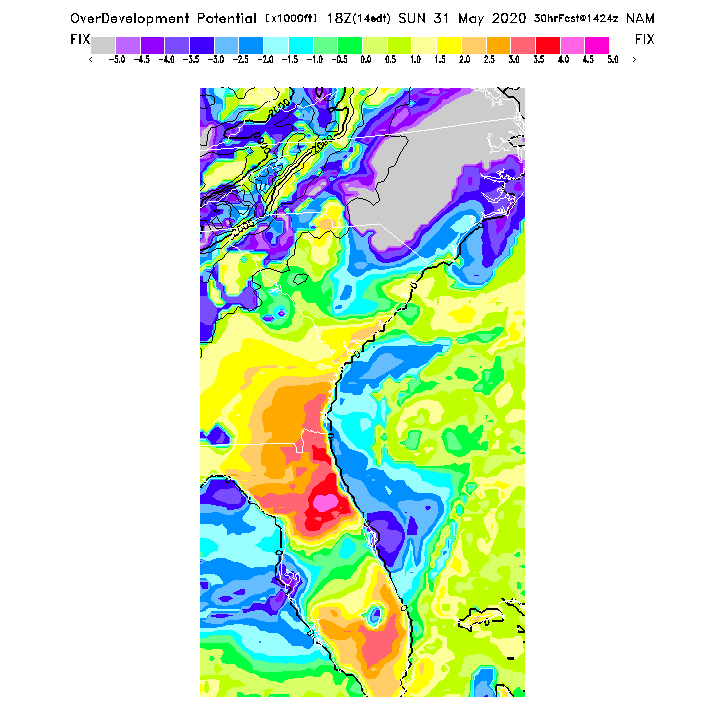 OverDevelopment Potential [x1000ft] 18Z(14edt) SUN 31 May 2020 30hrFcst@1424z NAM
FIX FIX
< -5.0 -4.5 -4.0 -3.5 -3.0 -2.5 -2.0 -1.5 -1.0 -0.5 0.0 0.5 1.0 1.5 2.0 2.5 3.0 3.5 4.0 4.5 5.0 >
2000